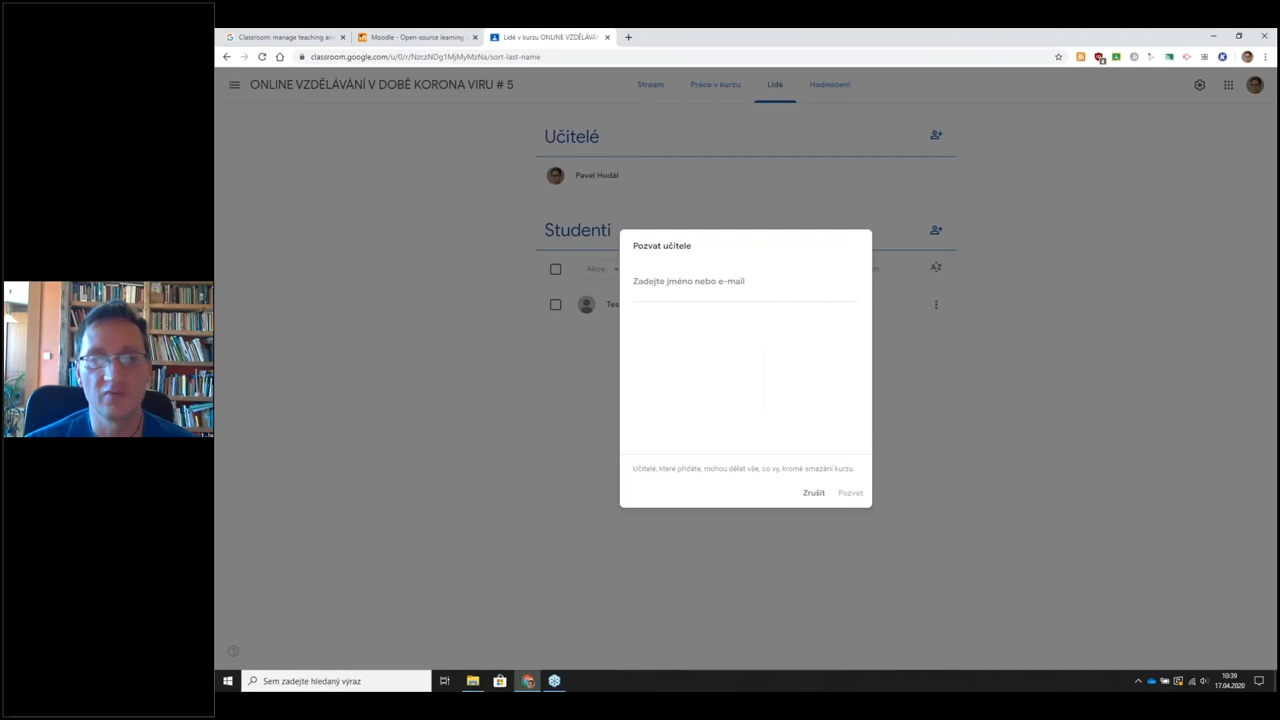 Classroom: manage teaching an
Moodle - Open-source learning
Lidé v kurzu ONLINE VZDĚLÁVÁN
classroom.google.com/u/0/r/NzczNDg1MjMyMzNa/sort-last-name
ONLINE VZDĚLÁVÁNÍ V DOBĚ KORONA VIRU # 5
Stream
Práce v kurzu
Lidé
Hodnocení
Učitelé
Pavel Hodál
Studenti
Akce
Tes
Pozvat učitele
Zadejte jméno nebo e-mail
Učitelé, které přidáte, mohou dělat vše, co vy, kromě smazání kurzu.
Zrušit
Pozvat
Sem zadejte hledaný výraz
10:39
17.04.2020